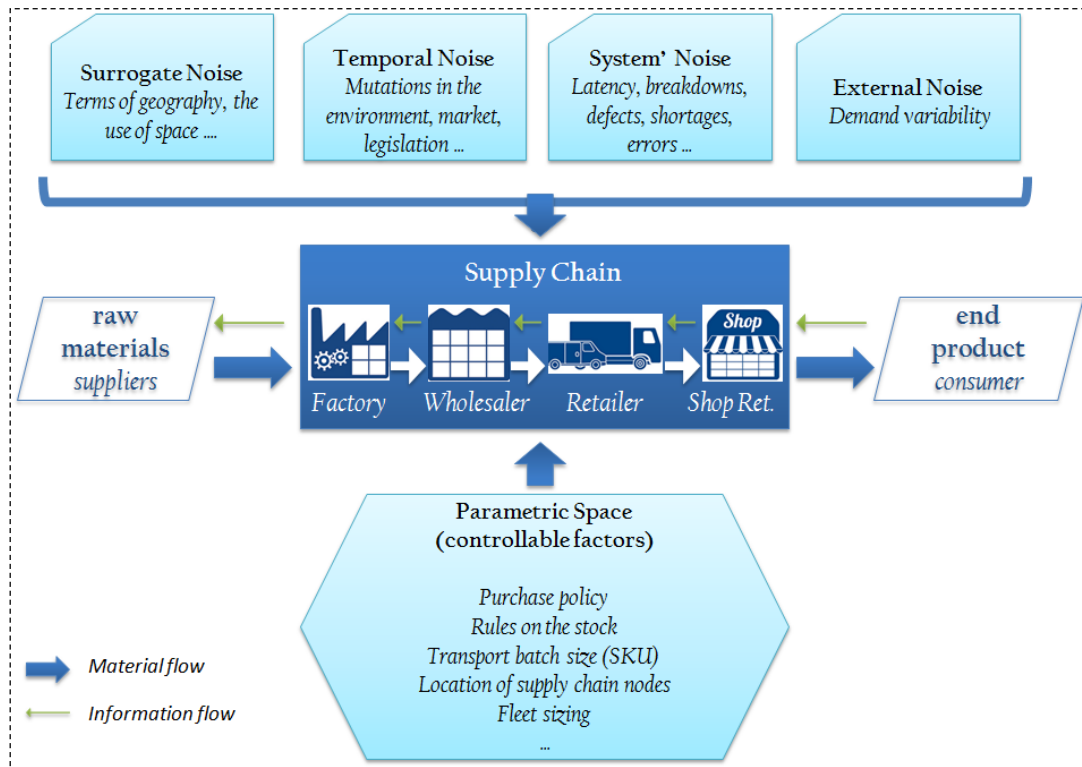 Surrogate Noise
Terms of geography, the
use of space ....
Temporal Noise
Mutations in the
environment, market,
legislation ...
System' Noise
Latency, breakdowns,
defects, shortages,
errors ...
External Noise
Demand variability
Supply Chain
raw
materials
suppliers
Shop
Factory
Wholesaler
Retailer
Shop Ret.
end
product
consumer
Parametric Space
(controllable factors)
Purchase policy
Rules on the stock
Transport batch size (SKU)
Location of supply chain nodes
Fleet sizing
...
Material flow
Information flow